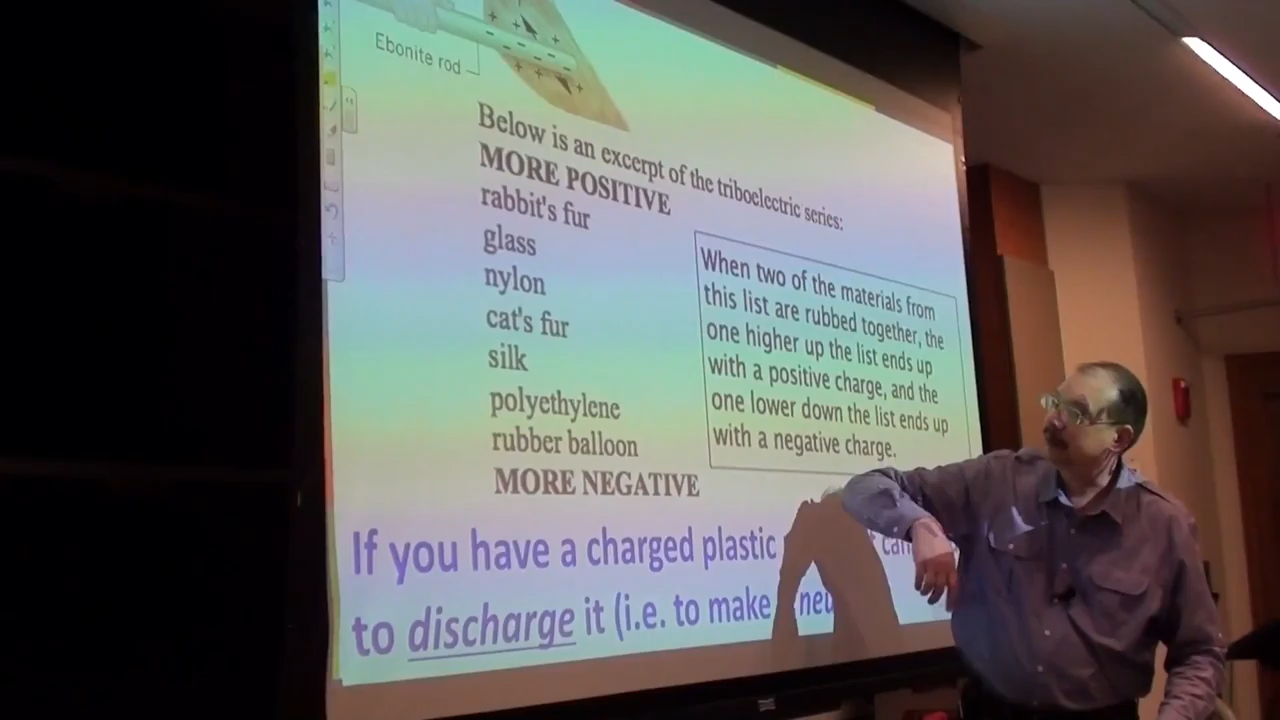 Ebonite rod
Below is an excerpt of the triboelectric series:
MORE POSITIVE
rabbit's fur
glass
nylon
cat's fur
silk
polyethylene
rubber balloon
MORE NEGATIVE
When two of the materials from
this list are rubbed together, the
one higher up the list ends up
with a positive charge, and the
one lower down the list ends up
with a negative charge.
If you have a charged plastic
to discharge it (i.e. to make